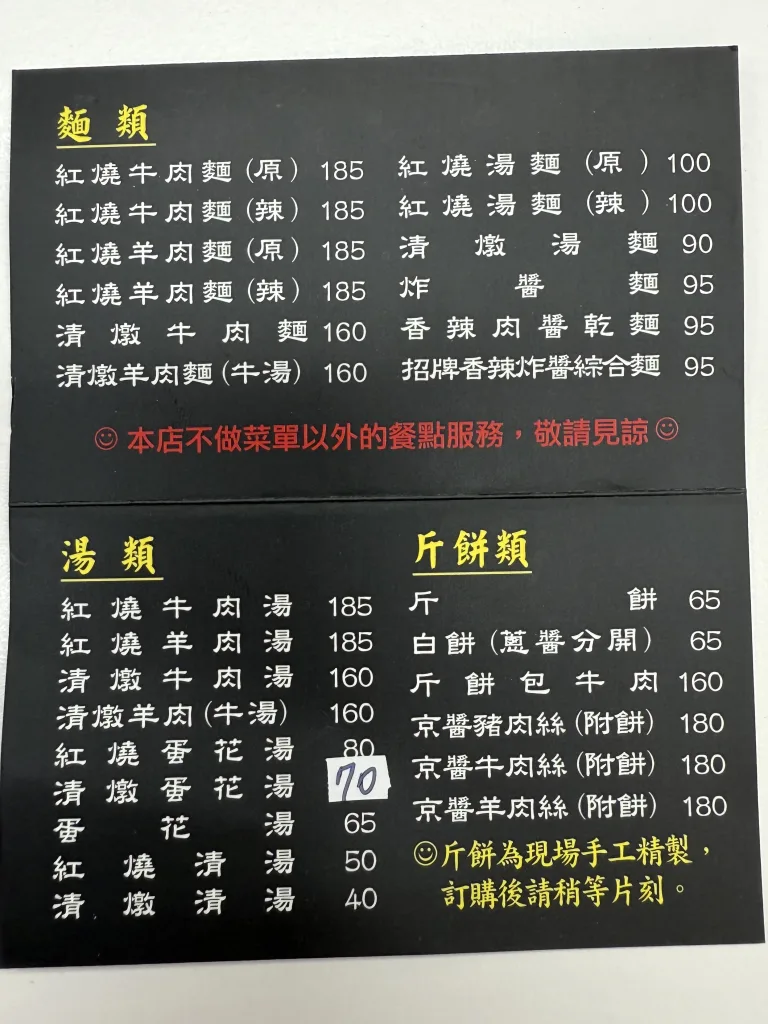 麵類
紅燒牛肉麵(原) 185
紅燒牛肉麵(辣) 185
紅燒羊肉麵(原) 185
紅燒羊肉麵(辣) 185
清燉牛肉麵 160
清燉羊肉麵(牛湯) 160
紅燒湯麵(原) 100
紅燒湯麵(辣) 100
清燉湯麵 90
炸醬麵 95
香辣肉醬乾麵 95
招牌香辣炸醬綜合麵 95
☺本店不做菜單以外的餐點服務，敬請見諒☺
湯類
紅燒牛肉湯 185
紅燒羊肉湯 185
清燉牛肉湯 160
清燉羊肉(牛湯) 160
紅燒蛋花湯 80
清燉蛋花湯 70
蛋花湯 65
紅燒清湯 50
清燉清湯 40
斤餅類
斤餅 65
白餅(蔥醬分開) 65
斤餅包牛肉 160
京醬豬肉絲(附餅) 180
京醬牛肉絲(附餅) 180
京醬羊肉絲(附餅) 180
☺斤餅為現場手工精製，
訂購後請稍等片刻。